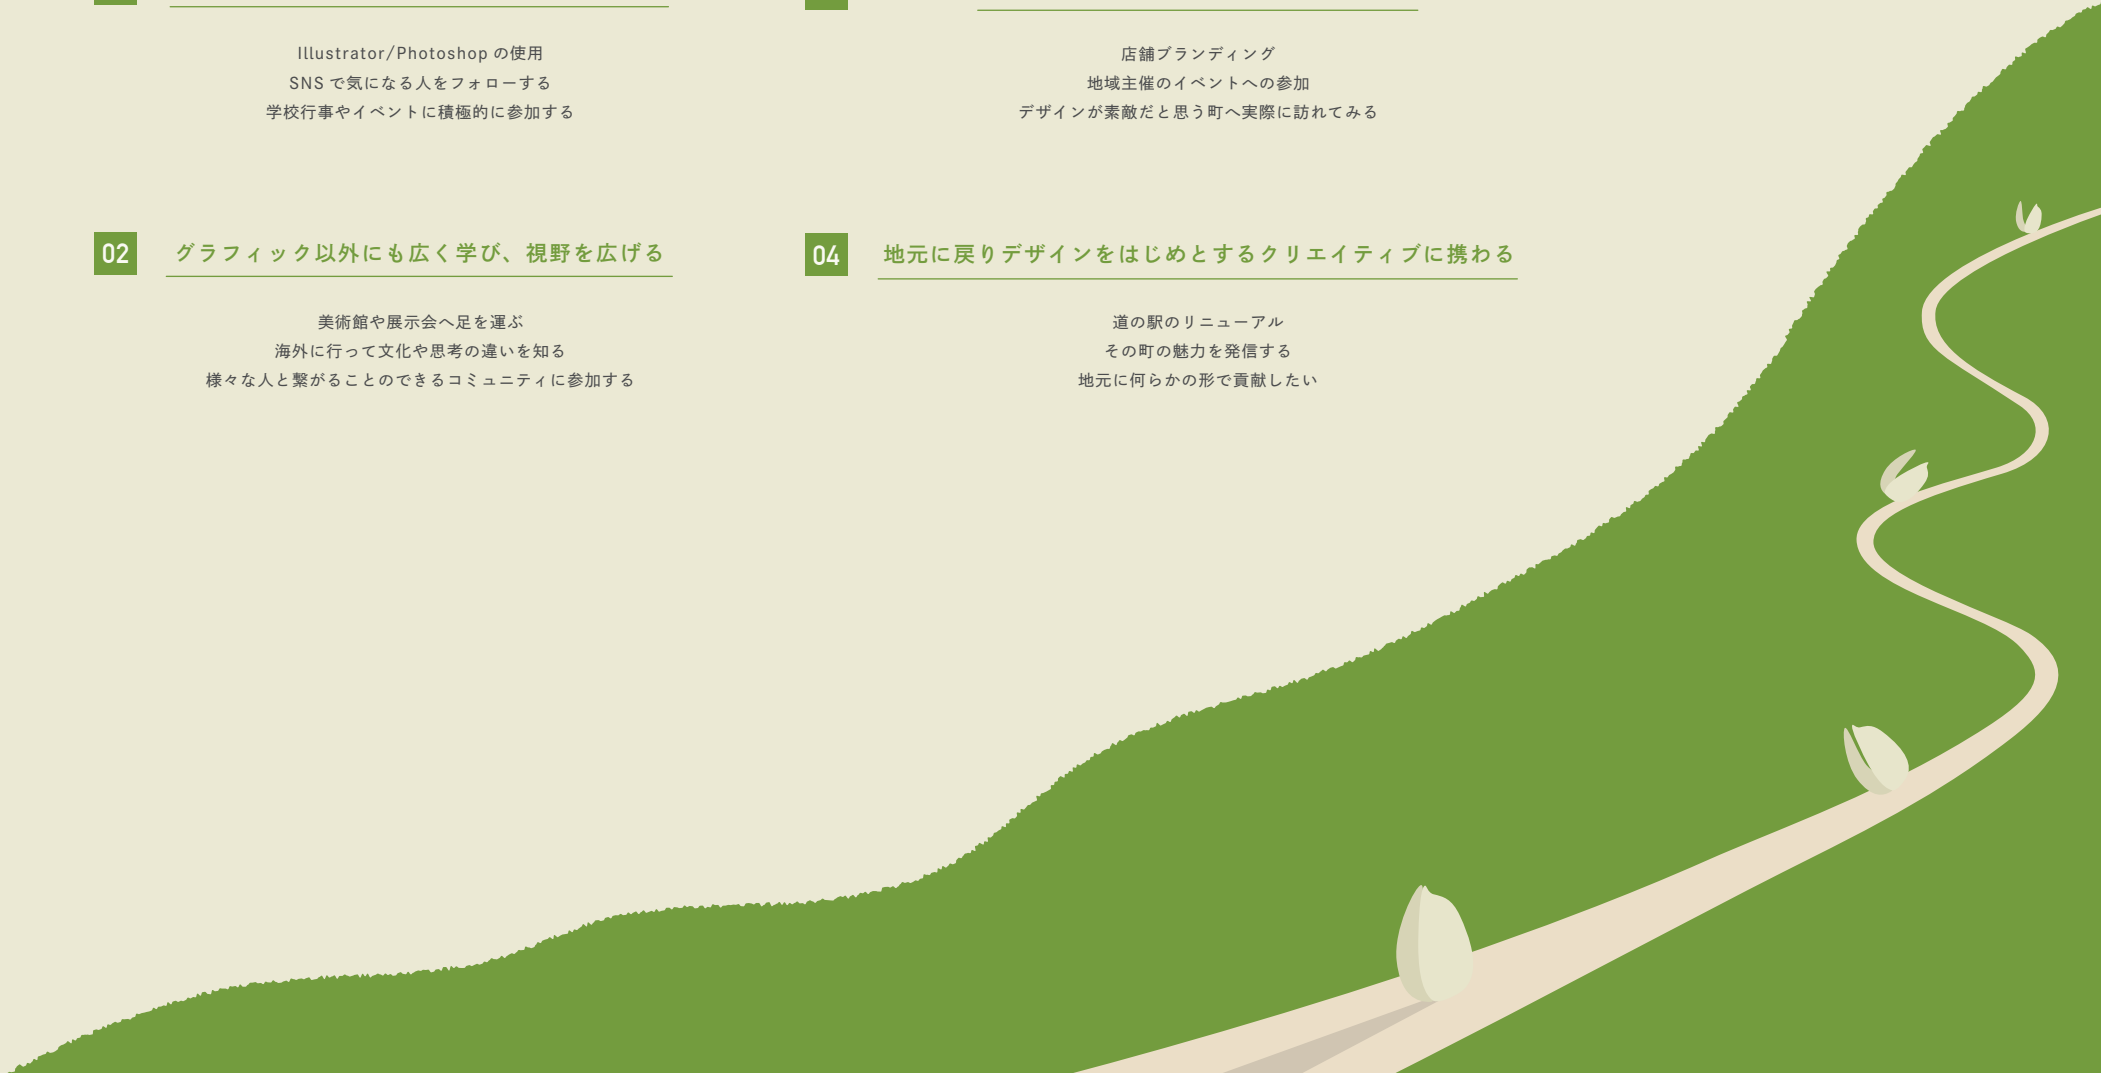 Illustrator/Photoshop の使用
SNS で気になる人をフォローする
学校行事やイベントに積極的に参加する
02 グラフィック以外にも広く学び、視野を広げる
美術館や展示会へ足を運ぶ
海外に行って文化や思考の違いを知る
様々な人と繋がることのできるコミュニティに参加する
店舗ブランディング
地域主催のイベントへの参加
デザインが素敵だと思う町へ実際に訪れてみる
04 地元に戻りデザインをはじめとするクリエイティブに携わる
道の駅のリニューアル
その町の魅力を発信する
地元に何らかの形で貢献したい